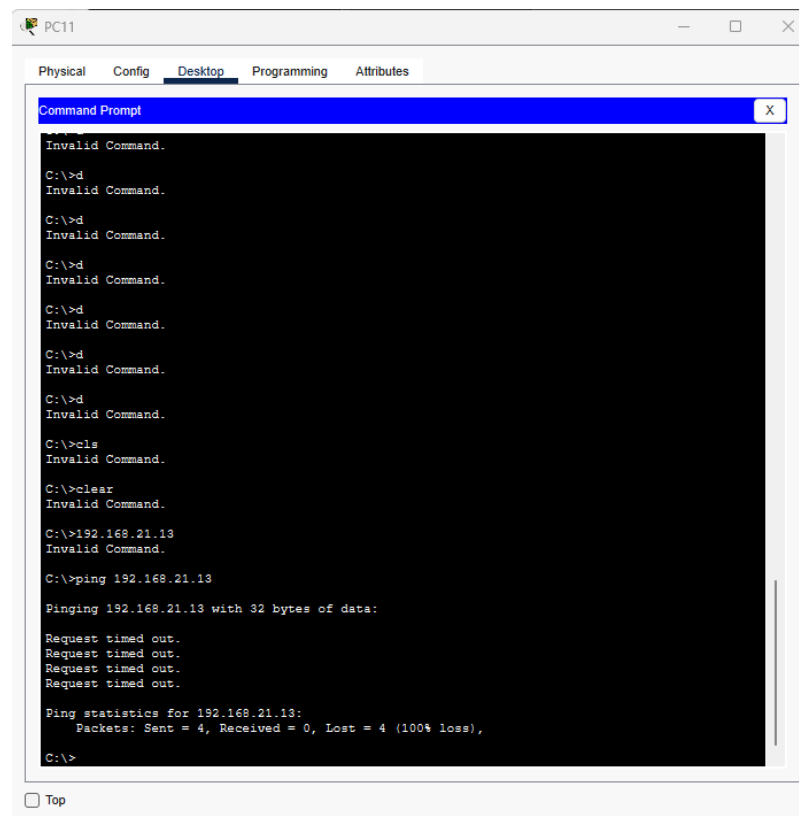 PC11
Physical Config Desktop Programming Attributes
Command Prompt X
Invalid Command.
C:\>d
Invalid Command.
C:\>d
Invalid Command.
C:\>d
Invalid Command.
C:\>d
Invalid Command.
C:\>d
Invalid Command.
C:\>d
Invalid Command.
C:\>cls
Invalid Command.
C:\>clear
Invalid Command.
C:\>192.168.21.13
Invalid Command.
C:\>ping 192.168.21.13
Pinging 192.168.21.13 with 32 bytes of data:
Request timed out.
Request timed out.
Request timed out.
Request timed out.
Ping statistics for 192.168.21.13:
Packets: Sent = 4, Received = 0, Lost = 4 (100% loss),
C:\>
Top